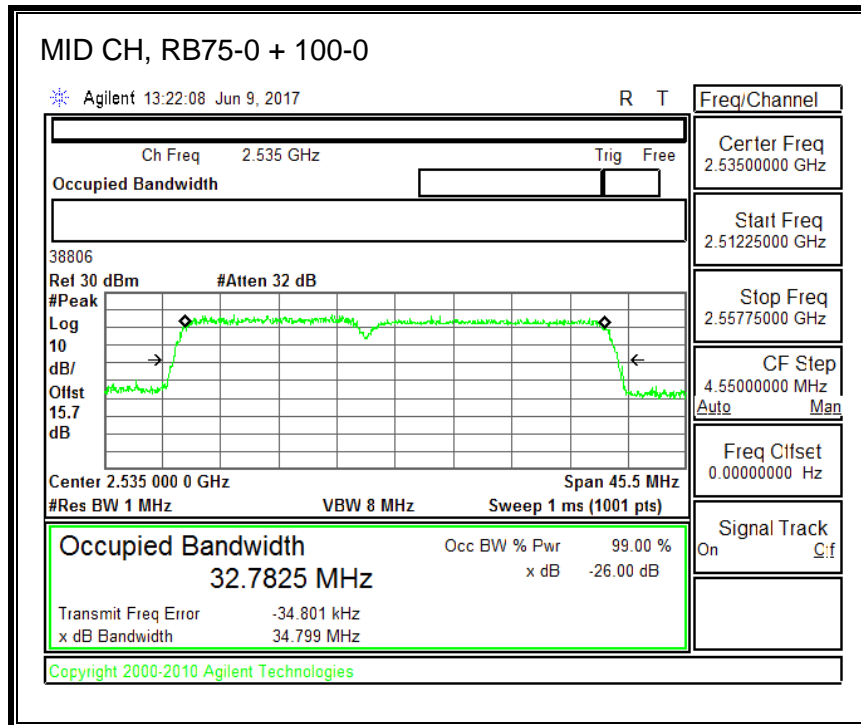 MID CH, RB75-0 + 100-0
Agilent 13:22:08 Jun 9, 2017 R T
Freq/Channel
Ch Freq 2.535 GHz Trig Free
Occupied Bandwidth
Center Freq
2.53500000 GHz
Start Freq
2.51225000 GHz
Stop Freq
2.55775000 GHz
CF Step
4.55000000 MHz
Auto Man
Freq Offset
0.00000000 Hz
Signal Track
On Off
38806
Ref 30 dBm #Atten 32 dB
#Peak
Log
10
dB/
Offst
15.7
dB
Center 2.535 000 0 GHz Span 45.5 MHz
#Res BW 1 MHz VBW 8 MHz Sweep 1 ms (1001 pts)
Occupied Bandwidth Occ BW % Pwr 99.00 %
32.7825 MHz x dB -26.00 dB
Transmit Freq Error -34.801 kHz
x dB Bandwidth 34.799 MHz
Copyright 2000-2010 Agilent Technologies